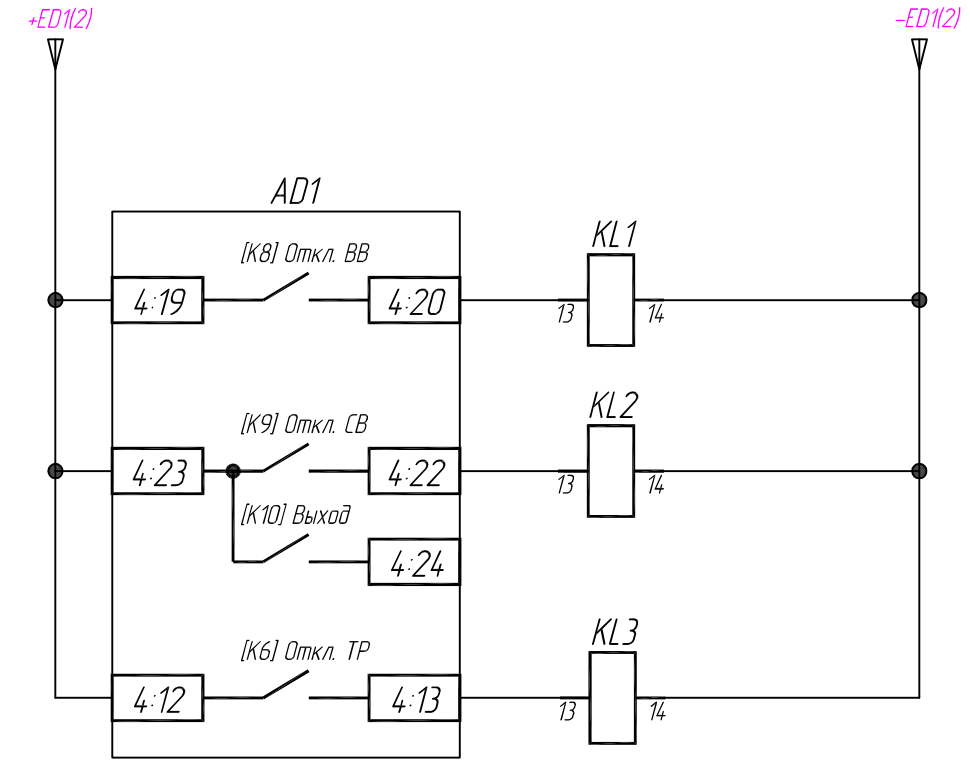 +ED1(2) –ED1(2)
AD1
[K8] Откл. ВВ
KL1
4:19 4:20
13 14
[K9] Откл. СВ
KL2
4:23 4:22
13 14
[K10] Выход
4:24
[K6] Откл. ТР
KL3
4:12 4:13
13 14